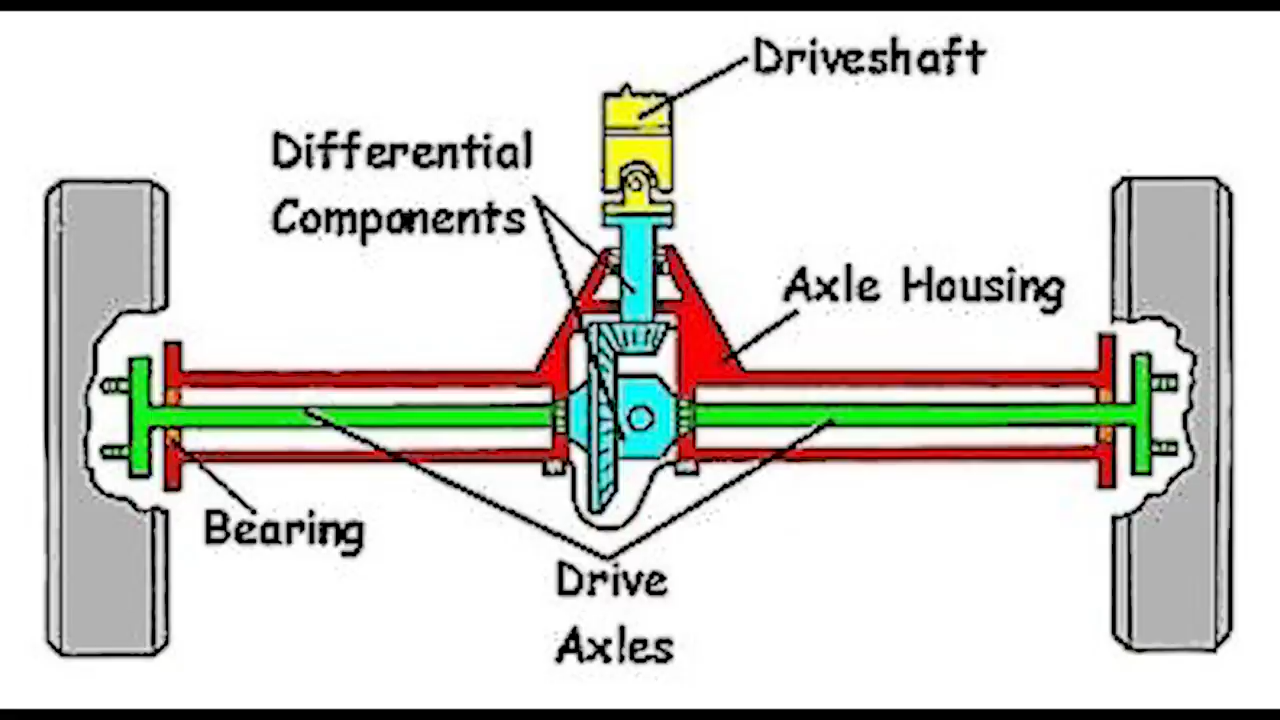 Driveshaft
Differential
Components
Axle Housing
Bearing
Drive
Axles